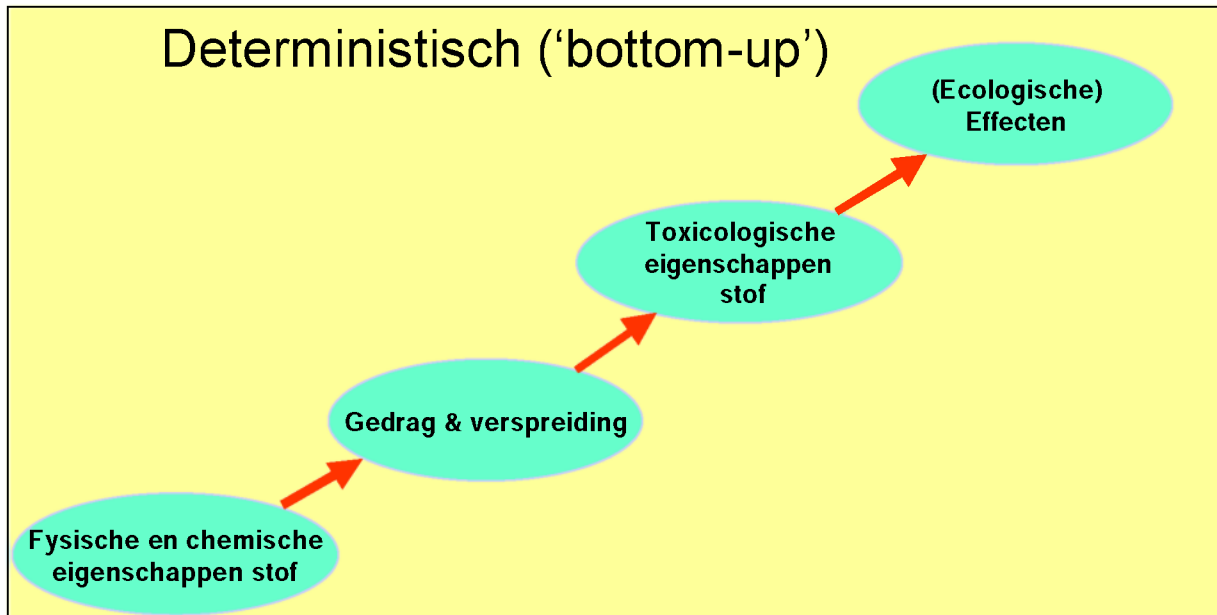 Deterministisch (‘bottom-up’)
(Ecologische)
Effecten
Toxicologische
eigenschappen
stof
Gedrag & verspreiding
Fysische en chemische
eigenschappen stof